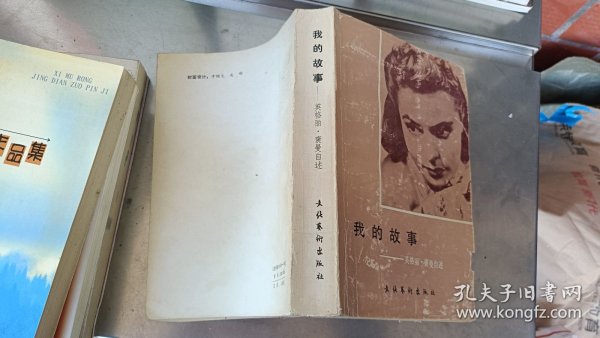 XI MU RONG
JING DIAN ZUO PIN JI
作品集
我的故事
——英格丽·褒曼自述
文化艺术出版社
我的故事
——英格丽·褒曼自述
文化艺术出版社
孔夫子旧书网
www.kongfz.com